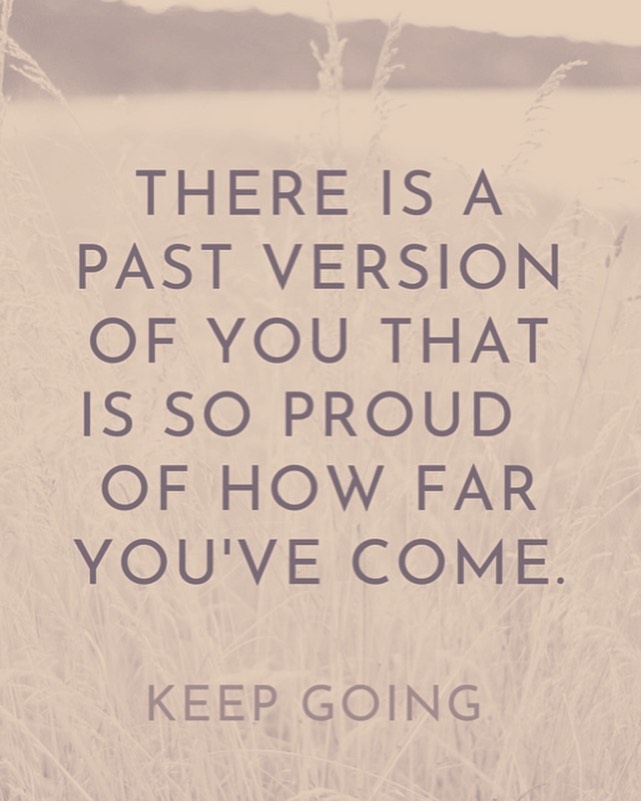 THERE IS A
PAST VERSION
OF YOU THAT
IS SO PROUD
OF HOW FAR
YOU'VE COME.
KEEP GOING.